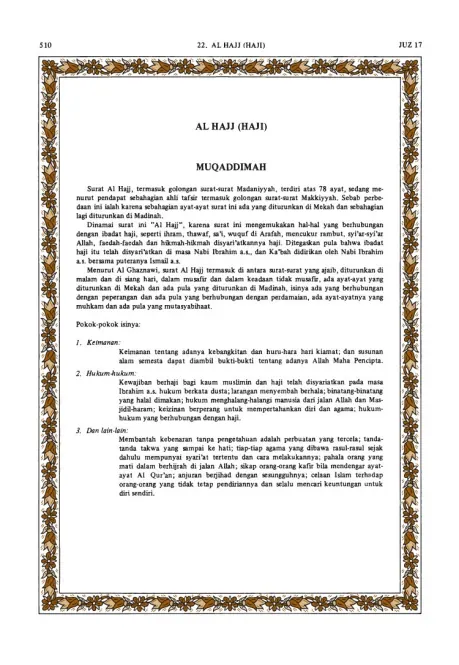 510
22. AL HAJJ (HAJI)
JUZ 17
AL HAJJ (HAJI)
MUQADDIMAH
Surat Al Hajj, termasuk golongan surat-surat Madaniyyah, terdiri atas 78 ayat, sedang me-
nurut pendapat sebahagian ahli tafsir termasuk golongan surat-surat Makkiyyah. Sebab perbe-
daan ini ialah karena sebahagian ayat-ayat surat ini ada yang diturunkan di Mekah dan sebahagian
lagi diturunkan di Madinah.
Dinamai surat ini "Al Hajj", karena surat ini mengemukakan hal-hal yang berhubungan
dengan ibadat haji, seperti ihram, thawaf, sa'i, wuquf di Arafah, mencukur rambut, syi'ar-syi'ar
Allah, faedah-faedah dan hikmah-hikmah disyari'atkannya haji. Ditegaskan pula bahwa ibadat
haji itu telah disyari'atkan di masa Nabi Ibrahim a.s., dan Ka'bah didirikan oleh Nabi Ibrahim
a.s. bersama puteranya Ismail a.s.
Menurut Al Ghaznawi, surat Al Hajj termasuk di antara surat-surat yang ajaib, diturunkan di
malam dan di siang hari, dalam musafir dan dalam keadaan tidak musafir, ada ayat-ayat yang
diturunkan di Mekah dan ada pula yang diturunkan di Madinah, isinya ada yang berhubungan
dengan peperangan dan ada pula yang berhubungan dengan perdamaian, ada ayat-ayatnya yang
muhkam dan ada pula yang mutasyabihaat.
Pokok-pokok isinya:
1. Keimanan:
Keimanan tentang adanya kebangkitan dan huru-hara hari kiamat; dan susunan
alam semesta dapat diambil bukti-bukti tentang adanya Allah Maha Pencipta.
2. Hukum-hukum:
Kewajiban berhaji bagi kaum muslimin dan haji telah disyariatkan pada masa
Ibrahim a.s. hukum berkata dusta; larangan menyembah berhala; binatang-binatang
yang halal dimakan; hukum menghalang-halangi manusia dari jalan Allah dan Mas-
jidil-haram; keizinan berperang untuk mempertahankan diri dan agama; hukum-
hukum yang berhubungan dengan haji.
3. Dan lain-lain:
Membantah kebenaran tanpa pengetahuan adalah perbuatan yang tercela; tanda-
tanda takwa yang sampai ke hati; tiap-tiap agama yang dibawa rasul-rasul sejak
dahulu mempunyai syari'at tertentu dan cara melakukannya; pahala orang yang
mati dalam berhijrah di jalan Allah; sikap orang-orang kafir bila mendengar ayat-
ayat Al Qur'an; anjuran berjihad dengan sesungguhnya; celaan Islam terhadap
orang-orang yang tidak tetap pendiriannya dan selalu mencari keuntungan untuk
diri sendiri.